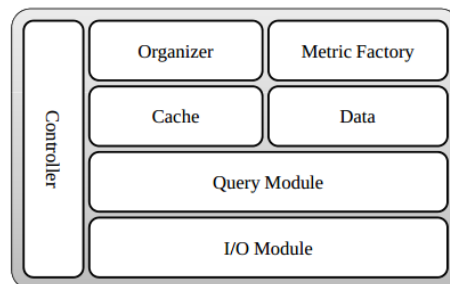 Controller
Organizer
Metric Factory
Cache
Data
Query Module
I/O Module